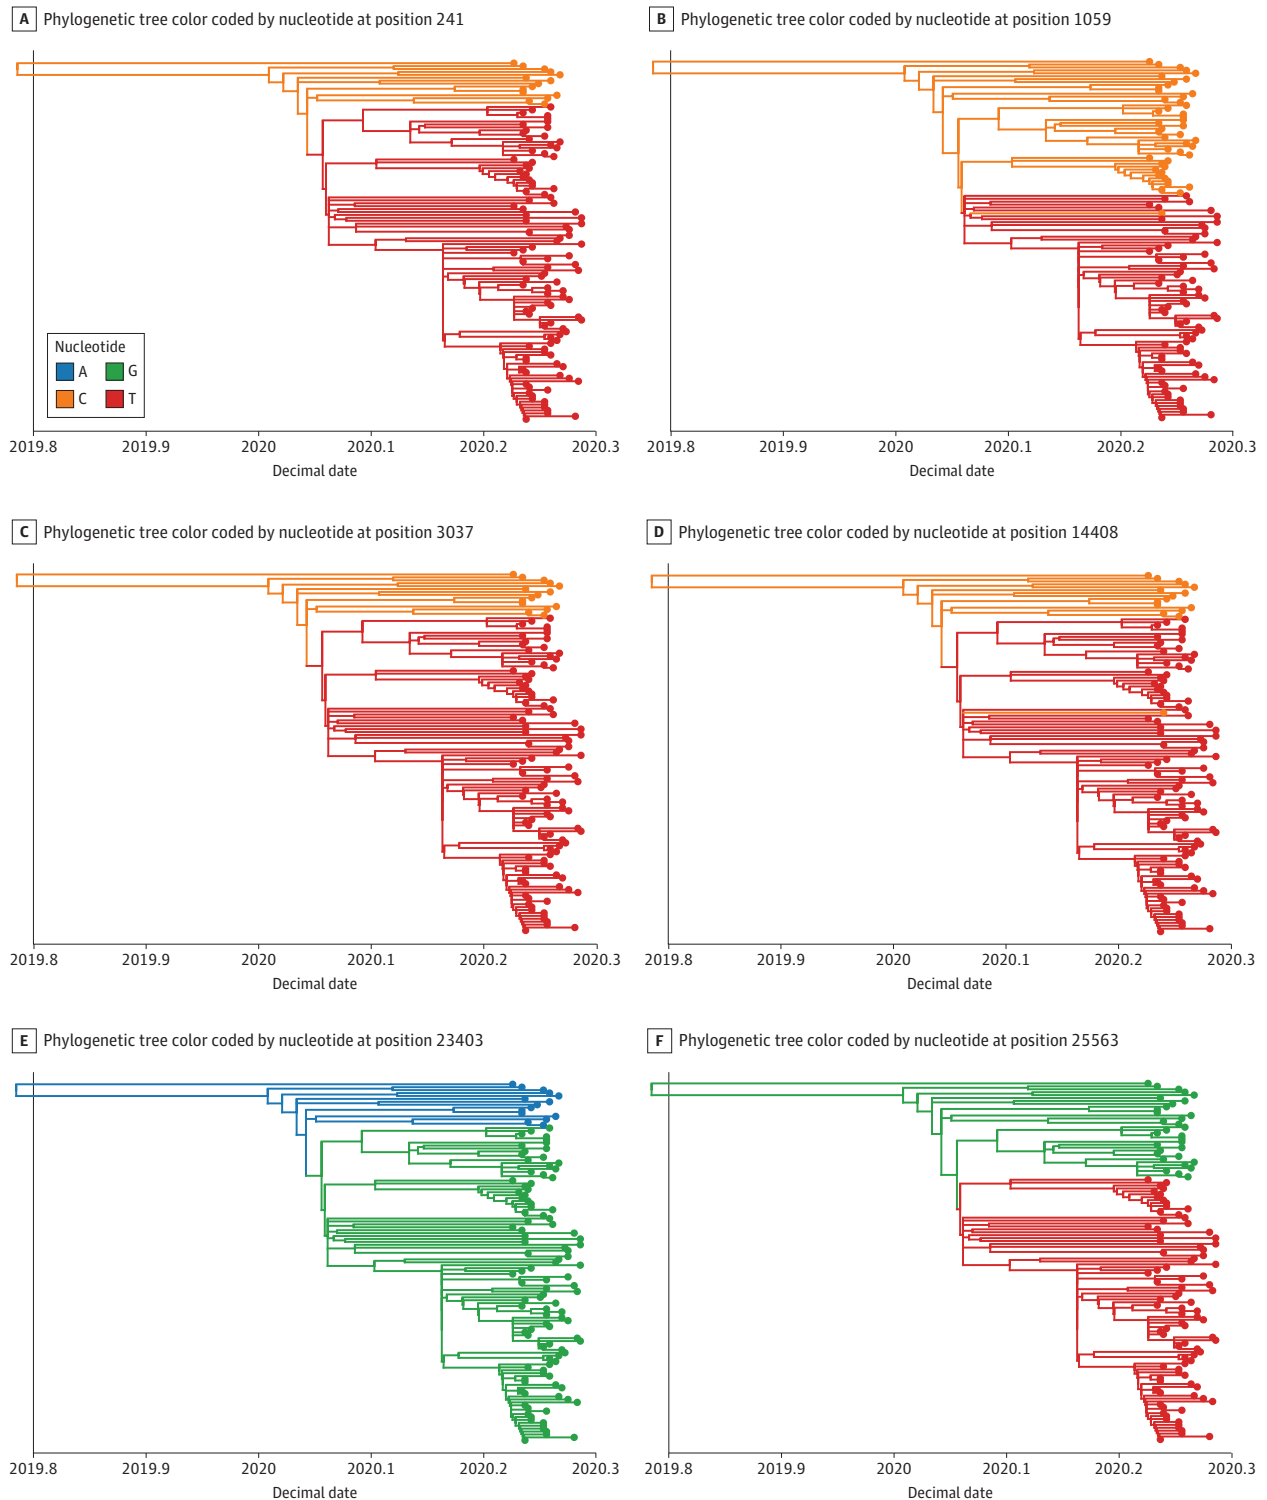 A Phylogenetic tree color coded by nucleotide at position 241
B Phylogenetic tree color coded by nucleotide at position 1059
Nucleotide
A G
C T
2019.8 2019.9 2020 2020.1 2020.2 2020.3
Decimal date
2019.8 2019.9 2020 2020.1 2020.2 2020.3
Decimal date
C Phylogenetic tree color coded by nucleotide at position 3037
D Phylogenetic tree color coded by nucleotide at position 14408
2019.8 2019.9 2020 2020.1 2020.2 2020.3
Decimal date
2019.8 2019.9 2020 2020.1 2020.2 2020.3
Decimal date
E Phylogenetic tree color coded by nucleotide at position 23403
F Phylogenetic tree color coded by nucleotide at position 25563
2019.8 2019.9 2020 2020.1 2020.2 2020.3
Decimal date
2019.8 2019.9 2020 2020.1 2020.2 2020.3
Decimal date